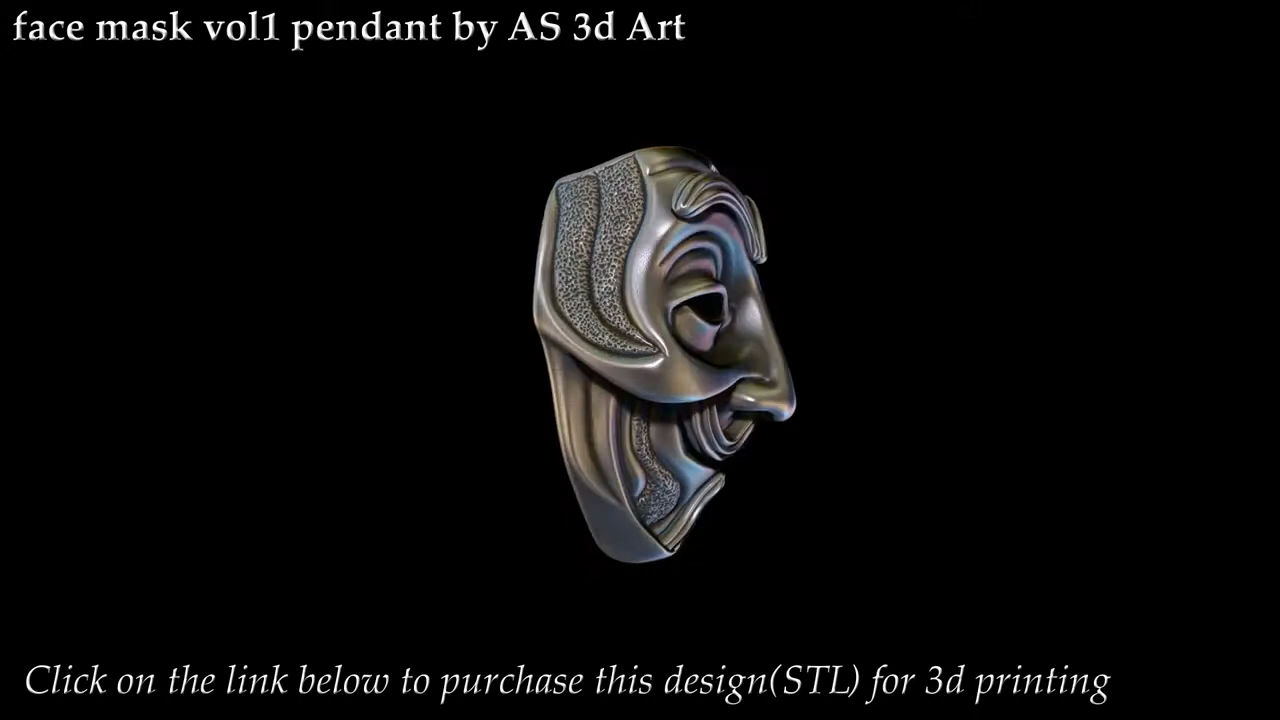 face mask vol1 pendant by AS 3d Art
Click on the link below to purchase this design(STL) for 3d printing